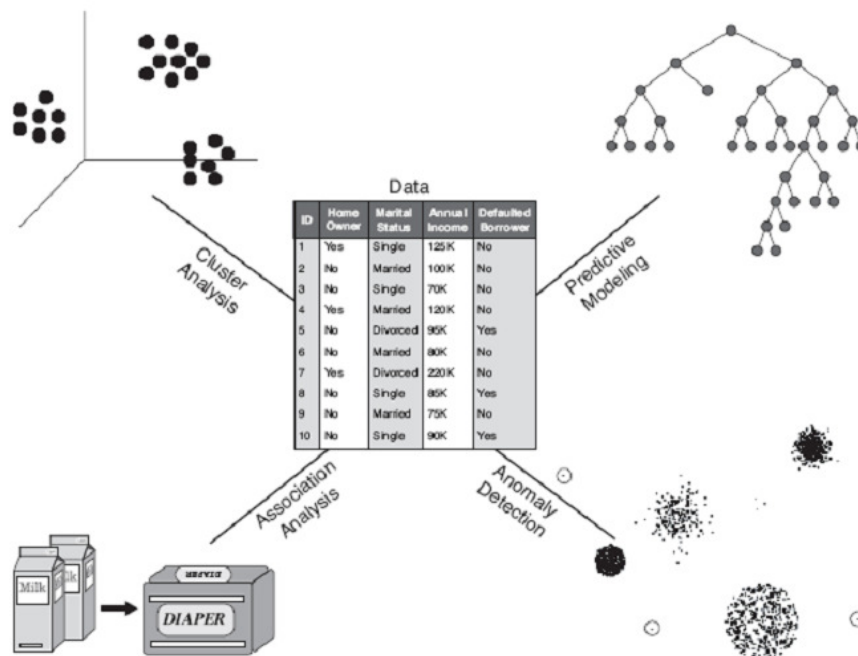 Data
ID Home Owner Marital Status Annual Income Defaulted Borrower
1 Yes Single 125K No
2 No Married 100K No
3 No Single 70K No
4 Yes Married 120K No
5 No Divorced 95K Yes
6 No Married 80K No
7 Yes Divorced 220K No
8 No Single 85K Yes
9 No Married 75K No
10 No Single 90K Yes
Cluster
Analysis
Predictive
Modeling
Association
Analysis
Anomaly
Detection
Milk
DIAPER
DIAPER